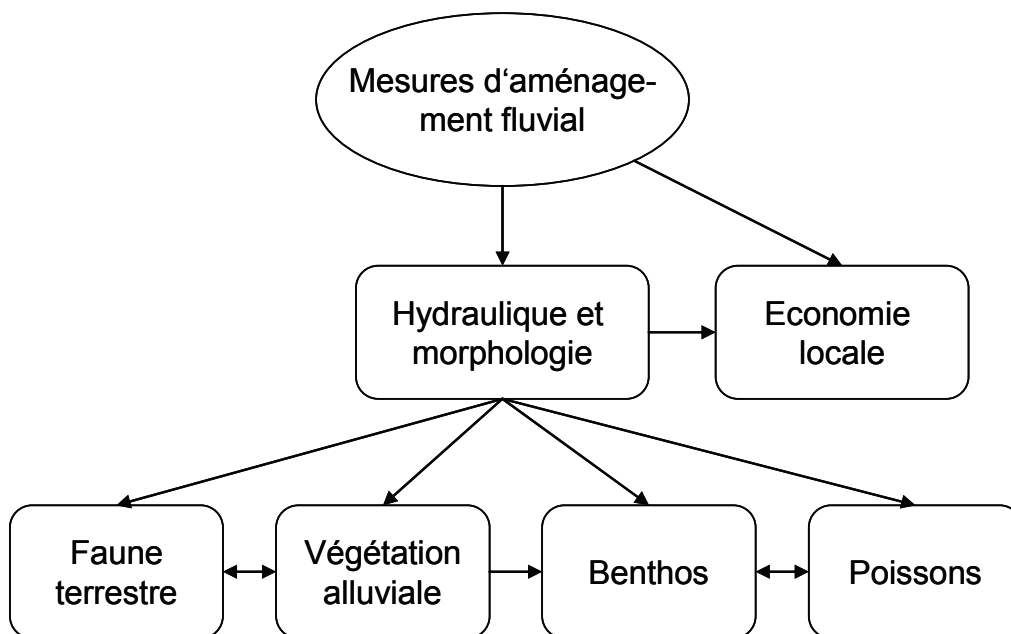 Mesures d‘aménage-
ment fluvial
Hydraulique et
morphologie
Economie
locale
Faune
terrestre
Végétation
alluviale
Benthos
Poissons